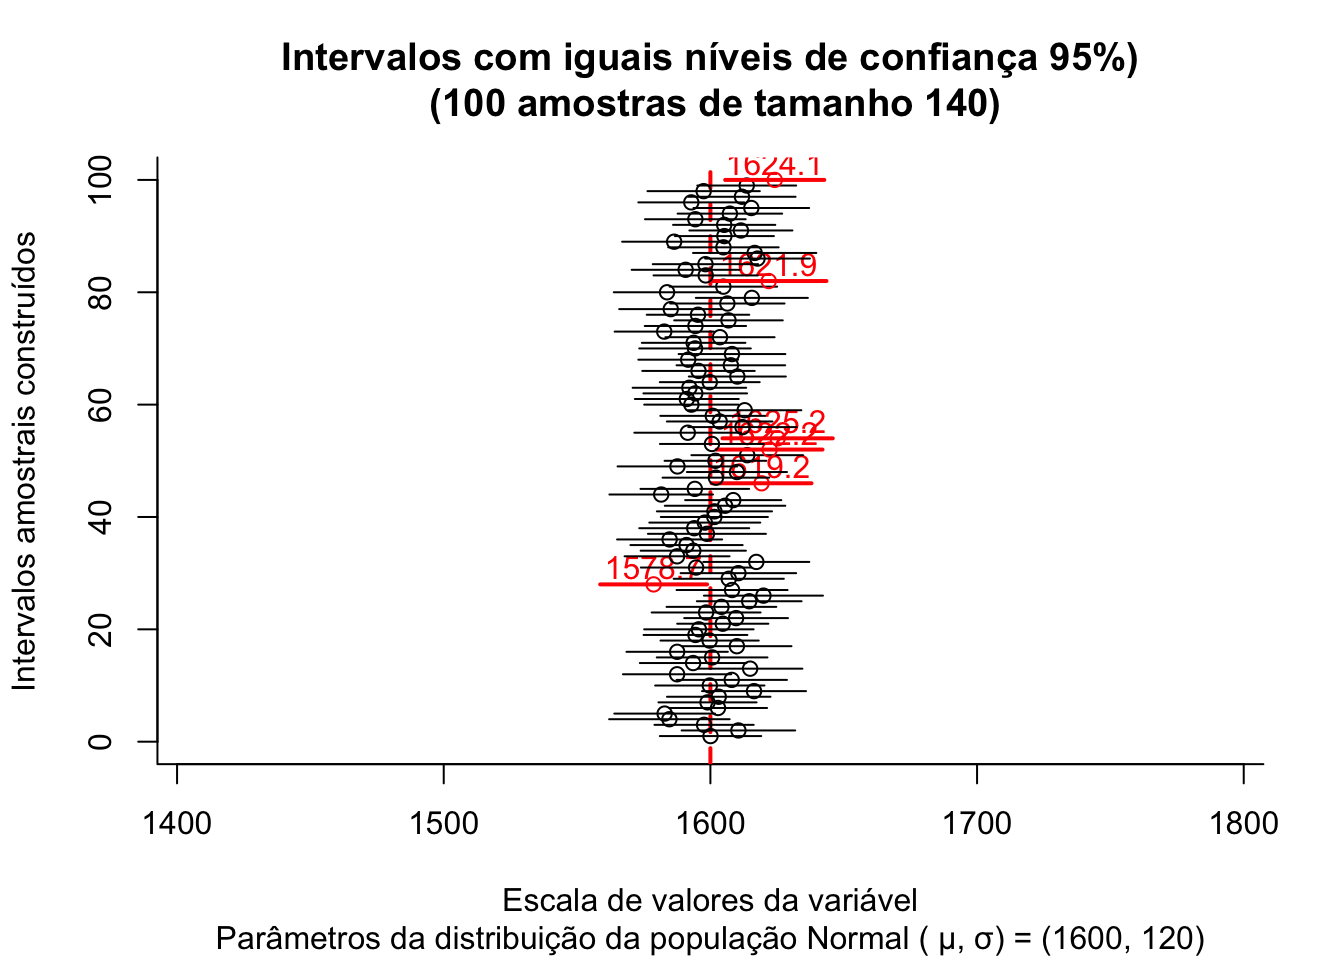 Intervalos com iguais níveis de confiança 95%)
(100 amostras de tamanho 140)
Intervalos amostrais construídos
100
80
60
40
20
0
1624.1
1621.9
1625.2
1619.2
1578.7
1400 1500 1600 1700 1800
Escala de valores da variável
Parâmetros da distribuição da população Normal ( μ, σ) = (1600, 120)